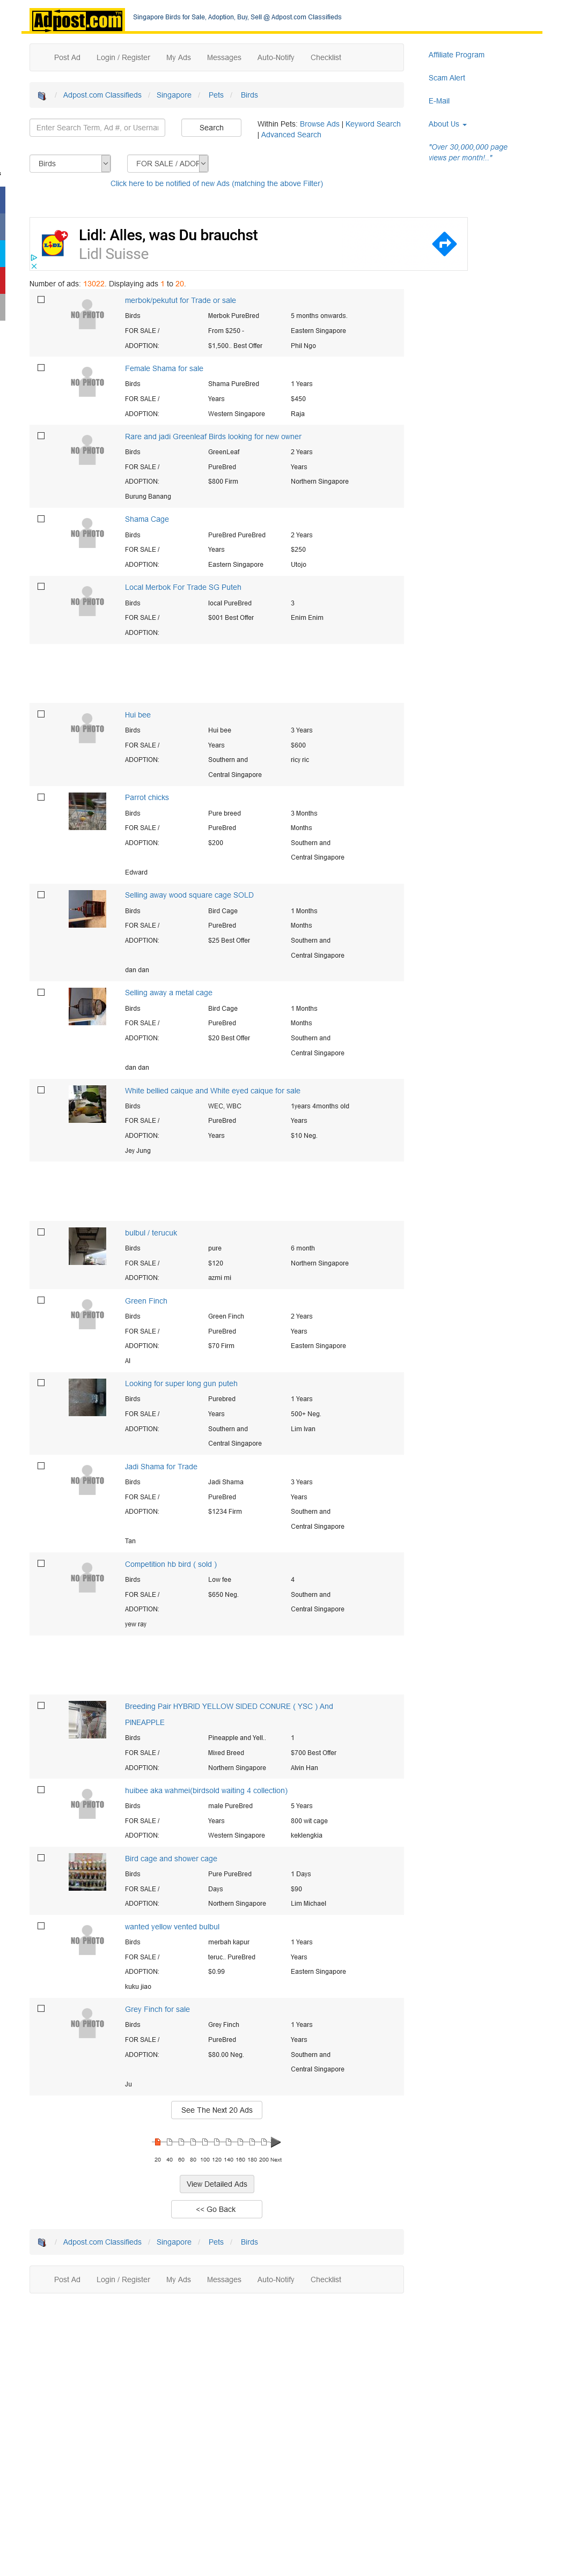 Adpost.com
Singapore Birds for Sale, Adoption, Buy, Sell @ Adpost.com Classifieds
Post Ad Login / Register My Ads Messages Auto-Notify Checklist
Affiliate Program
Scam Alert
E-Mail
About Us
"Over 30,000,000 page
views per month!.."
/ Adpost.com Classifieds / Singapore / Pets / Birds
Enter Search Term, Ad #, or Usernam
Search
Within Pets: Browse Ads | Keyword Search
| Advanced Search
Birds
FOR SALE / ADOP
Click here to be notified of new Ads (matching the above Filter)
Lidl: Alles, was Du brauchst
Lidl Suisse
Number of ads: 13022. Displaying ads 1 to 20.
NO PHOTO
merbok/pekutut for Trade or sale
Birds Merbok PureBred 5 months onwards.
FOR SALE / From $250 - Eastern Singapore
ADOPTION: $1,500.. Best Offer Phil Ngo
NO PHOTO
Female Shama for sale
Birds Shama PureBred 1 Years
FOR SALE / Years $450
ADOPTION: Western Singapore Raja
NO PHOTO
Rare and jadi Greenleaf Birds looking for new owner
Birds GreenLeaf 2 Years
FOR SALE / PureBred Years
ADOPTION: $800 Firm Northern Singapore
Burung Banang
NO PHOTO
Shama Cage
Birds PureBred PureBred 2 Years
FOR SALE / Years $250
ADOPTION: Eastern Singapore Utojo
NO PHOTO
Local Merbok For Trade SG Puteh
Birds local PureBred 3
FOR SALE / $001 Best Offer Enim Enim
ADOPTION:
NO PHOTO
Hui bee
Birds Hui bee 3 Years
FOR SALE / Years $600
ADOPTION: Southern and ricy ric
Central Singapore
Parrot chicks
Birds Pure breed 3 Months
FOR SALE / PureBred Months
ADOPTION: $200 Southern and
Central Singapore
Edward
Selling away wood square cage SOLD
Birds Bird Cage 1 Months
FOR SALE / PureBred Months
ADOPTION: $25 Best Offer Southern and
Central Singapore
dan dan
Selling away a metal cage
Birds Bird Cage 1 Months
FOR SALE / PureBred Months
ADOPTION: $20 Best Offer Southern and
Central Singapore
dan dan
White bellied caique and White eyed caique for sale
Birds WEC, WBC 1years 4months old
FOR SALE / PureBred Years
ADOPTION: Years $10 Neg.
Jey Jung
bulbul / terucuk
Birds pure 6 month
FOR SALE / $120 Northern Singapore
ADOPTION: azmi mi
NO PHOTO
Green Finch
Birds Green Finch 2 Years
FOR SALE / PureBred Years
ADOPTION: $70 Firm Eastern Singapore
Al
Looking for super long gun puteh
Birds Purebred 1 Years
FOR SALE / Years 500+ Neg.
ADOPTION: Southern and Lim Ivan
Central Singapore
NO PHOTO
Jadi Shama for Trade
Birds Jadi Shama 3 Years
FOR SALE / PureBred Years
ADOPTION: $1234 Firm Southern and
Central Singapore
Tan
NO PHOTO
Competition hb bird ( sold )
Birds Low fee 4
FOR SALE / $650 Neg. Southern and
ADOPTION: Central Singapore
yew ray
Breeding Pair HYBRID YELLOW SIDED CONURE ( YSC ) And
PINEAPPLE
Birds Pineapple and Yell.. 1
FOR SALE / Mixed Breed $700 Best Offer
ADOPTION: Northern Singapore Alvin Han
NO PHOTO
huibee aka wahmei(birdsold waiting 4 collection)
Birds male PureBred 5 Years
FOR SALE / Years 800 wit cage
ADOPTION: Western Singapore keklengkia
Bird cage and shower cage
Birds Pure PureBred 1 Days
FOR SALE / Days $90
ADOPTION: Northern Singapore Lim Michael
NO PHOTO
wanted yellow vented bulbul
Birds merbah kapur 1 Years
FOR SALE / teruc.. PureBred Years
ADOPTION: $0.99 Eastern Singapore
kuku jiao
NO PHOTO
Grey Finch for sale
Birds Grey Finch 1 Years
FOR SALE / PureBred Years
ADOPTION: $80.00 Neg. Southern and
Central Singapore
Ju
See The Next 20 Ads
20 40 60 80 100 120 140 160 180 200 Next
View Detailed Ads
<< Go Back
/ Adpost.com Classifieds / Singapore / Pets / Birds
Post Ad Login / Register My Ads Messages Auto-Notify Checklist